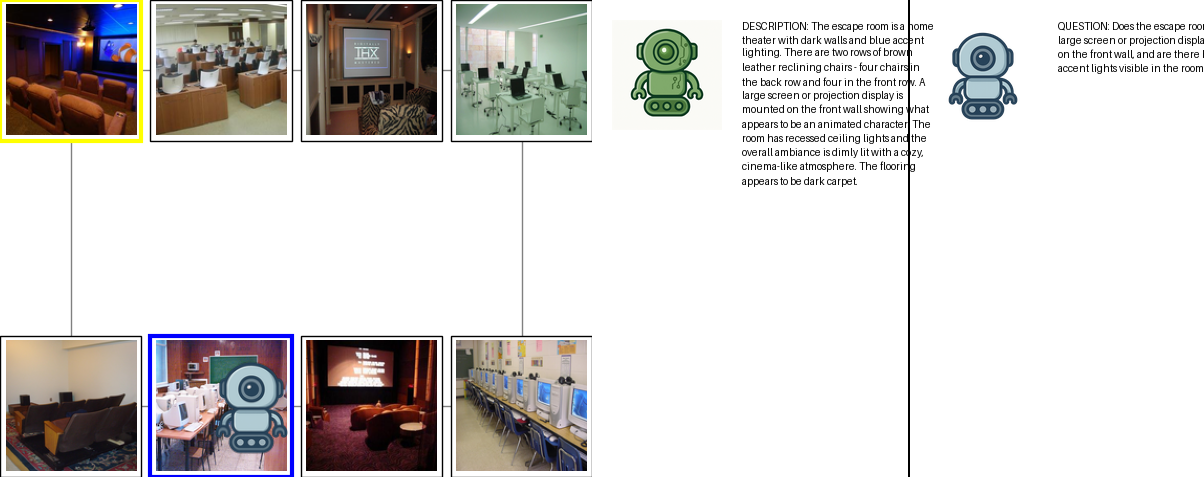 DESCRIPTION: The escape room is a home
theater with dark walls and blue accent
lighting. There are two rows of brown
leather reclining chairs - four chairs in
the back row and four in the front row. A
large screen or projection display is
mounted on the front wall showing what
appears to be an animated character. The
room has recessed ceiling lights and the
overall ambiance is dimly lit with a cozy,
cinema-like atmosphere. The flooring
appears to be dark carpet.
QUESTION: Does the escape roo
large screen or projection displa
on the front wall, and are there
accent lights visible in the room
THX